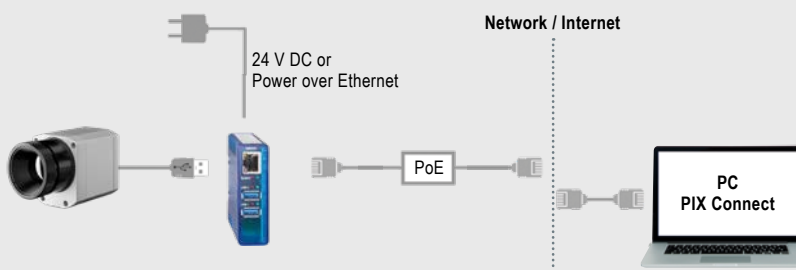 Network / Internet
24 V DC or
Power over Ethernet
PoE
PC
PIX Connect